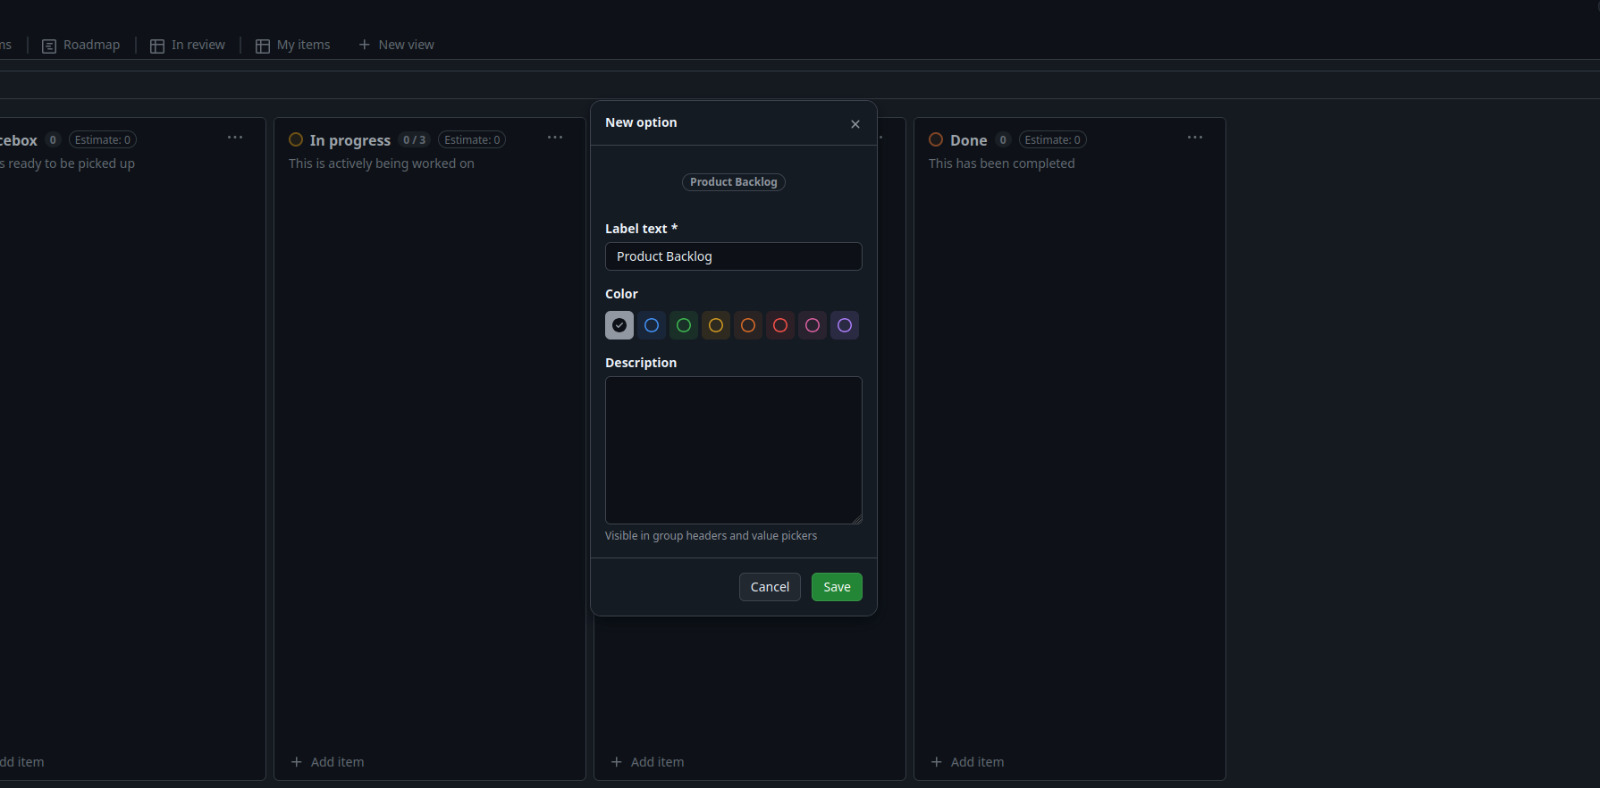 Roadmap
In review
My items
New view
0
Estimate: 0
ready to be picked up
In progress 0 / 3 Estimate: 0
This is actively being worked on
New option
Product Backlog
Label text *
Product Backlog
Color
Description
Visible in group headers and value pickers
Cancel
Save
Done 0 Estimate: 0
This has been completed
item
Add item
Add item
Add item